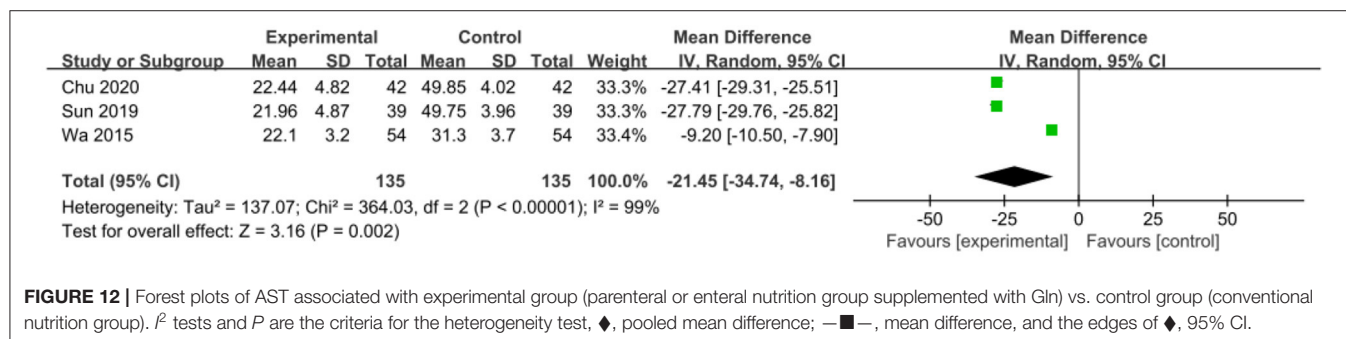 Experimental Control Mean Difference Mean Difference
Study or Subgroup Mean SD Total Mean SD Total Weight IV, Random, 95% CI IV, Random, 95% CI
Chu 2020 22.44 4.82 42 49.85 4.02 42 33.3% -27.41 [-29.31, -25.51]
Sun 2019 21.96 4.87 39 49.75 3.96 39 33.3% -27.79 [-29.76, -25.82]
Wa 2015 22.1 3.2 54 31.3 3.7 54 33.4% -9.20 [-10.50, -7.90]
Total (95% CI) 135 135 100.0% -21.45 [-34.74, -8.16]
Heterogeneity: Tau² = 137.07; Chi² = 364.03, df = 2 (P < 0.00001); I² = 99%
Test for overall effect: Z = 3.16 (P = 0.002)
-50 -25 0 25 50
Favours [experimental] Favours [control]
FIGURE 12 | Forest plots of AST associated with experimental group (parenteral or enteral nutrition group supplemented with Gln) vs. control group (conventional
nutrition group). I² tests and P are the criteria for the heterogeneity test, ♦, pooled mean difference; —■—, mean difference, and the edges of ♦, 95% CI.